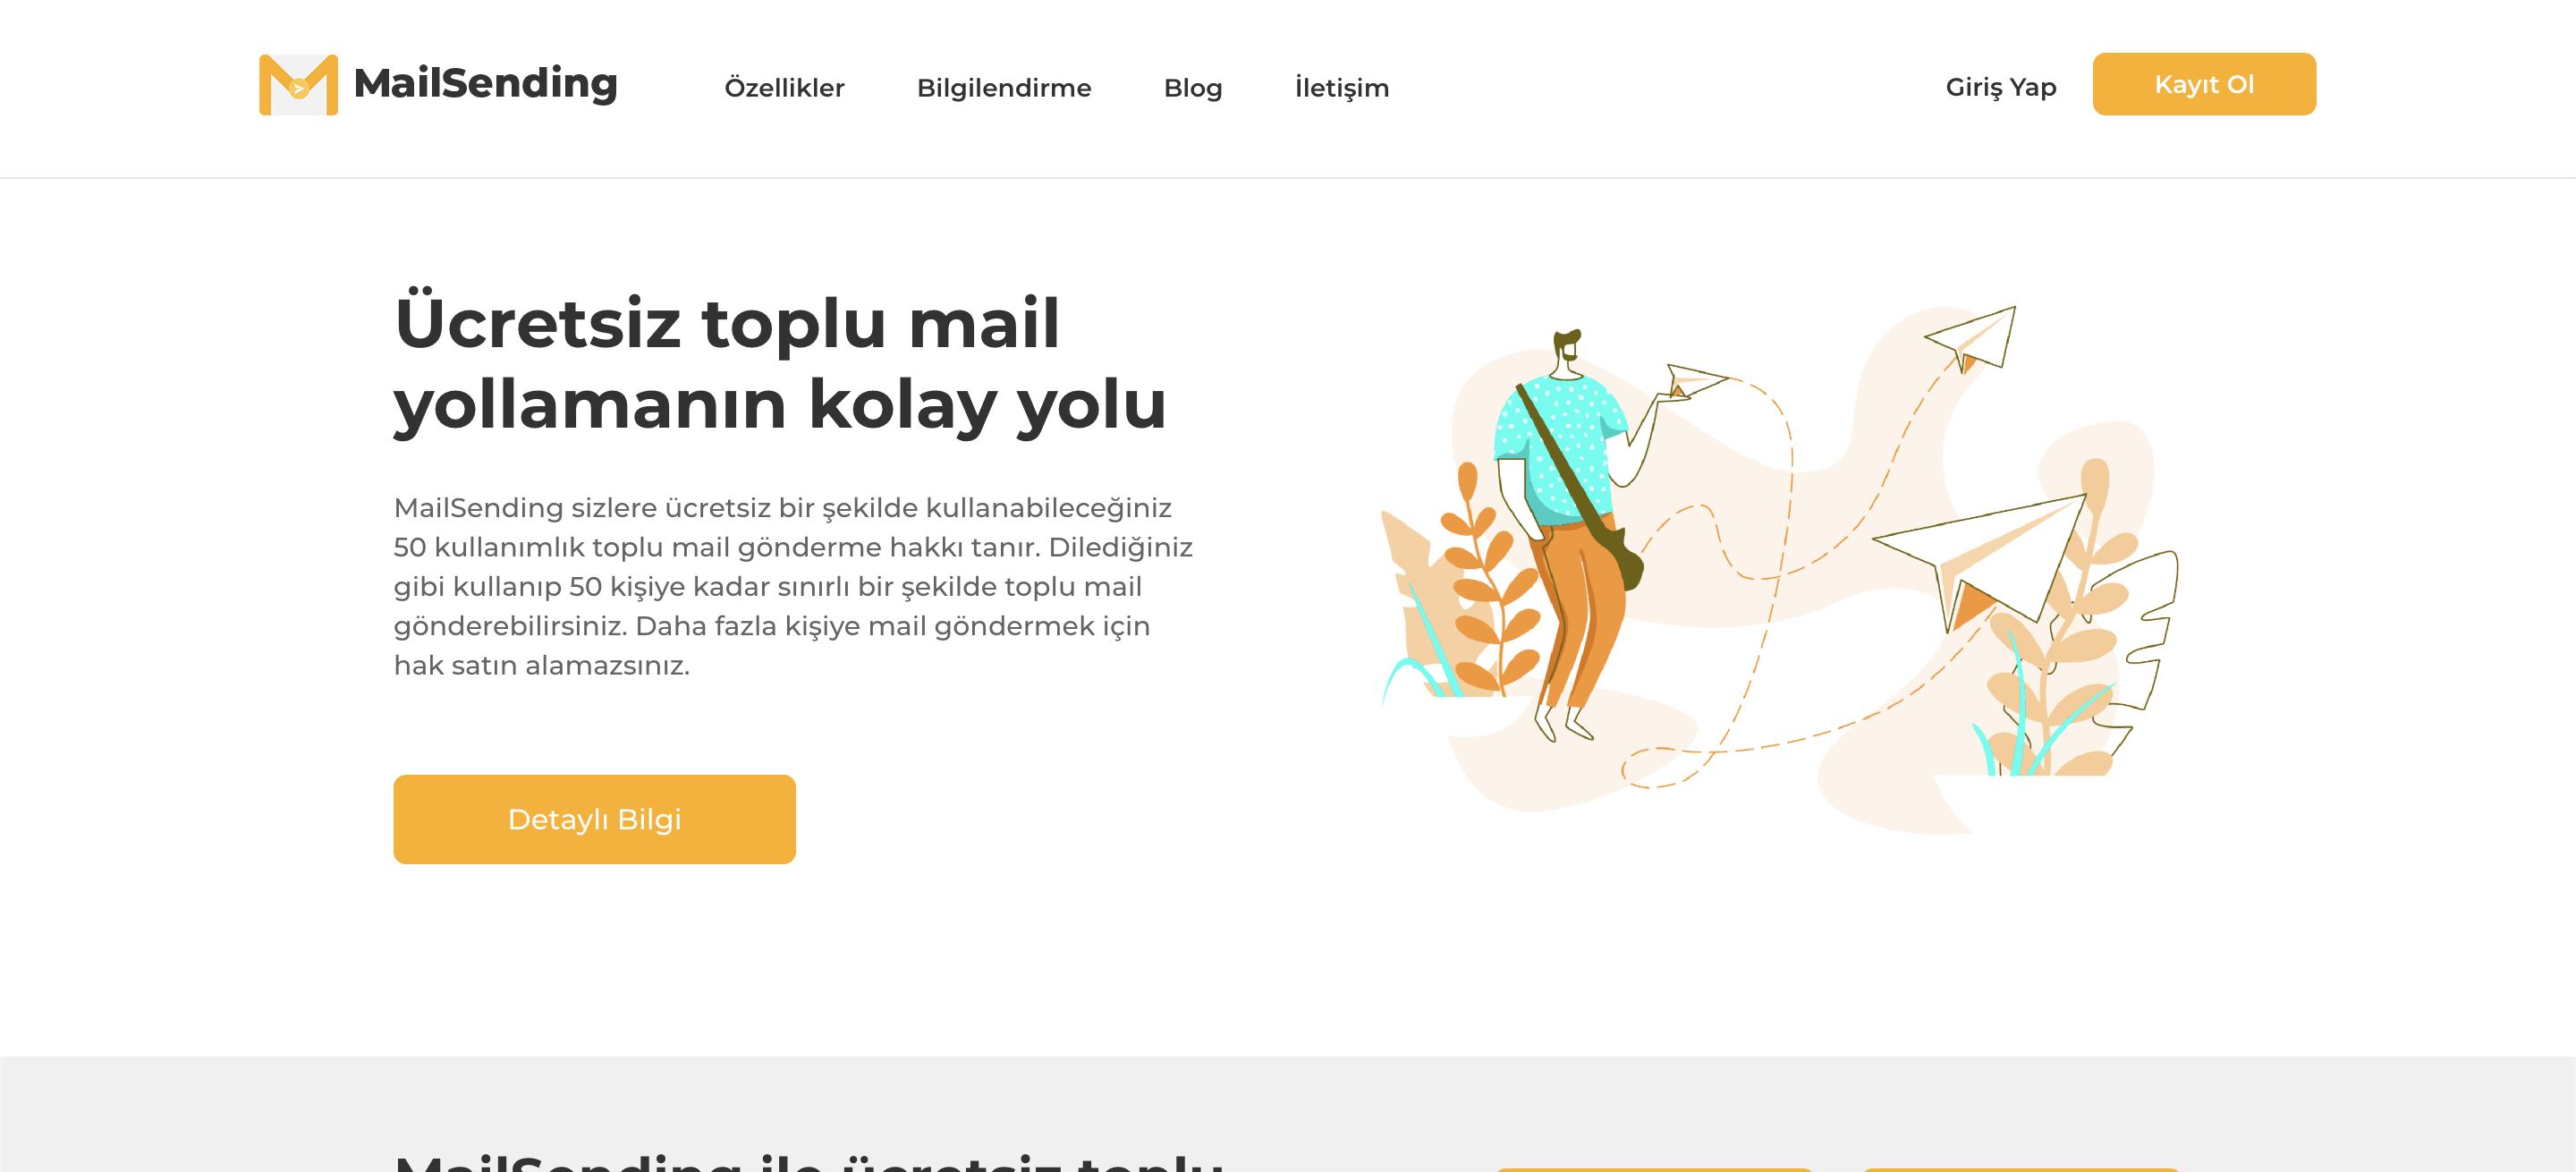 MailSending
Özellikler
Bilgilendirme
Blog
İletişim
Giriş Yap
Kayıt Ol
Ücretsiz toplu mail
yollamanın kolay yolu
MailSending sizlere ücretsiz bir şekilde kullanabileceğiniz
50 kullanımlık toplu mail gönderme hakkı tanır. Dilediğiniz
gibi kullanıp 50 kişiye kadar sınırlı bir şekilde toplu mail
gönderebilirsiniz. Daha fazla kişiye mail göndermek için
hak satın alamazsınız.
Detaylı Bilgi
MailSending ile ücretsiz toplu